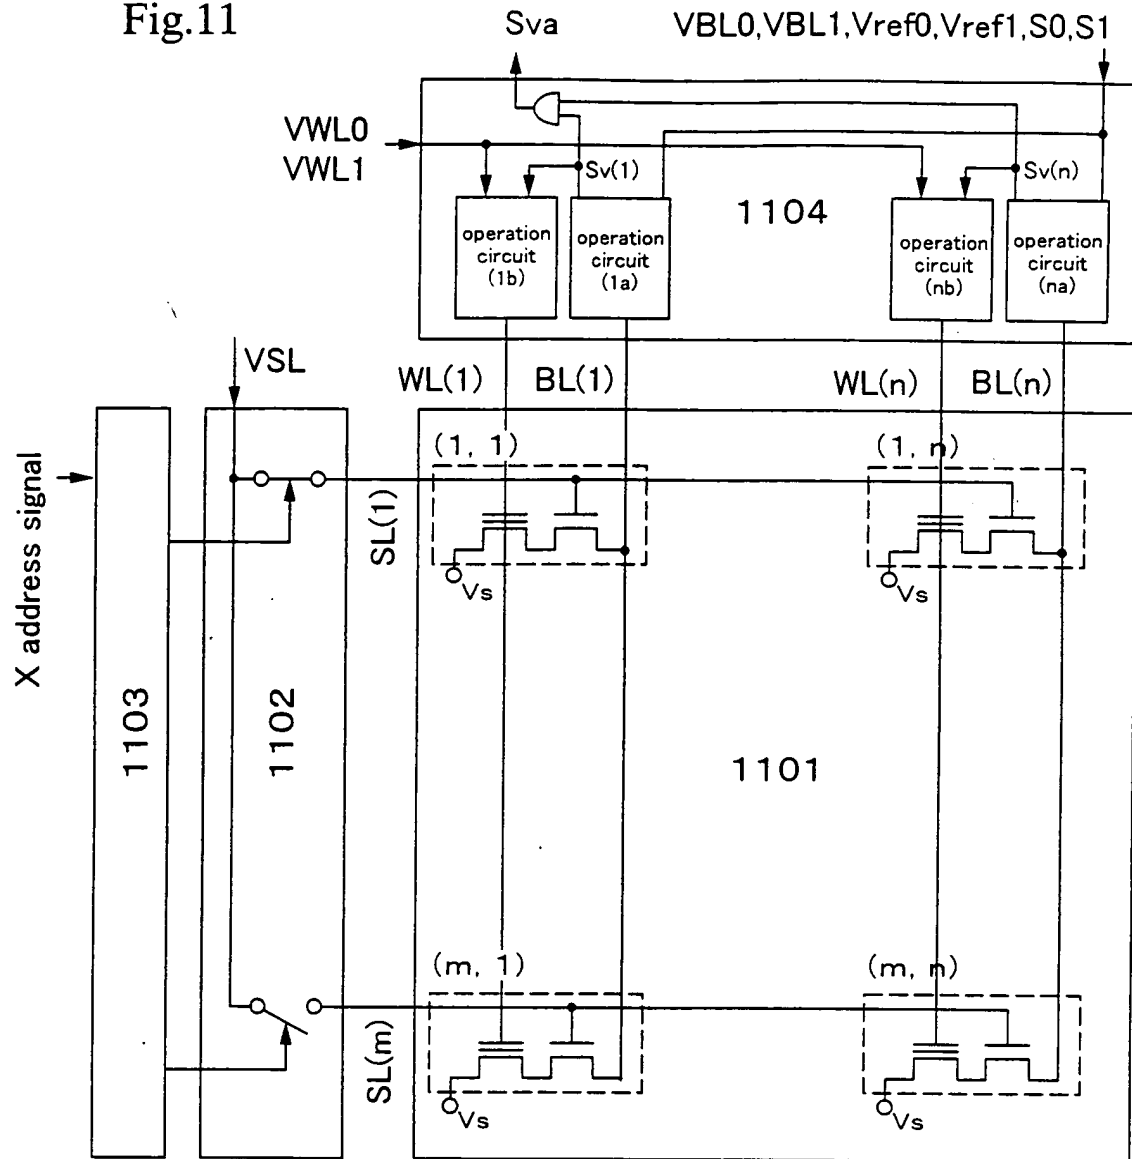 Fig.11
Sva
VBL0,VBL1,Vref0,Vref1,S0,S1
VWL0
VWL1
Sv(1)
Sv(n)
1104
operation
circuit
(1b)
operation
circuit
(1a)
operation
circuit
(nb)
operation
circuit
(na)
VSL
WL(1)
BL(1)
WL(n)
BL(n)
X address signal
(1, 1)
(1, n)
SL(1)
Vs
Vs
1103
1102
1101
(m, 1)
(m, n)
SL(m)
Vs
Vs